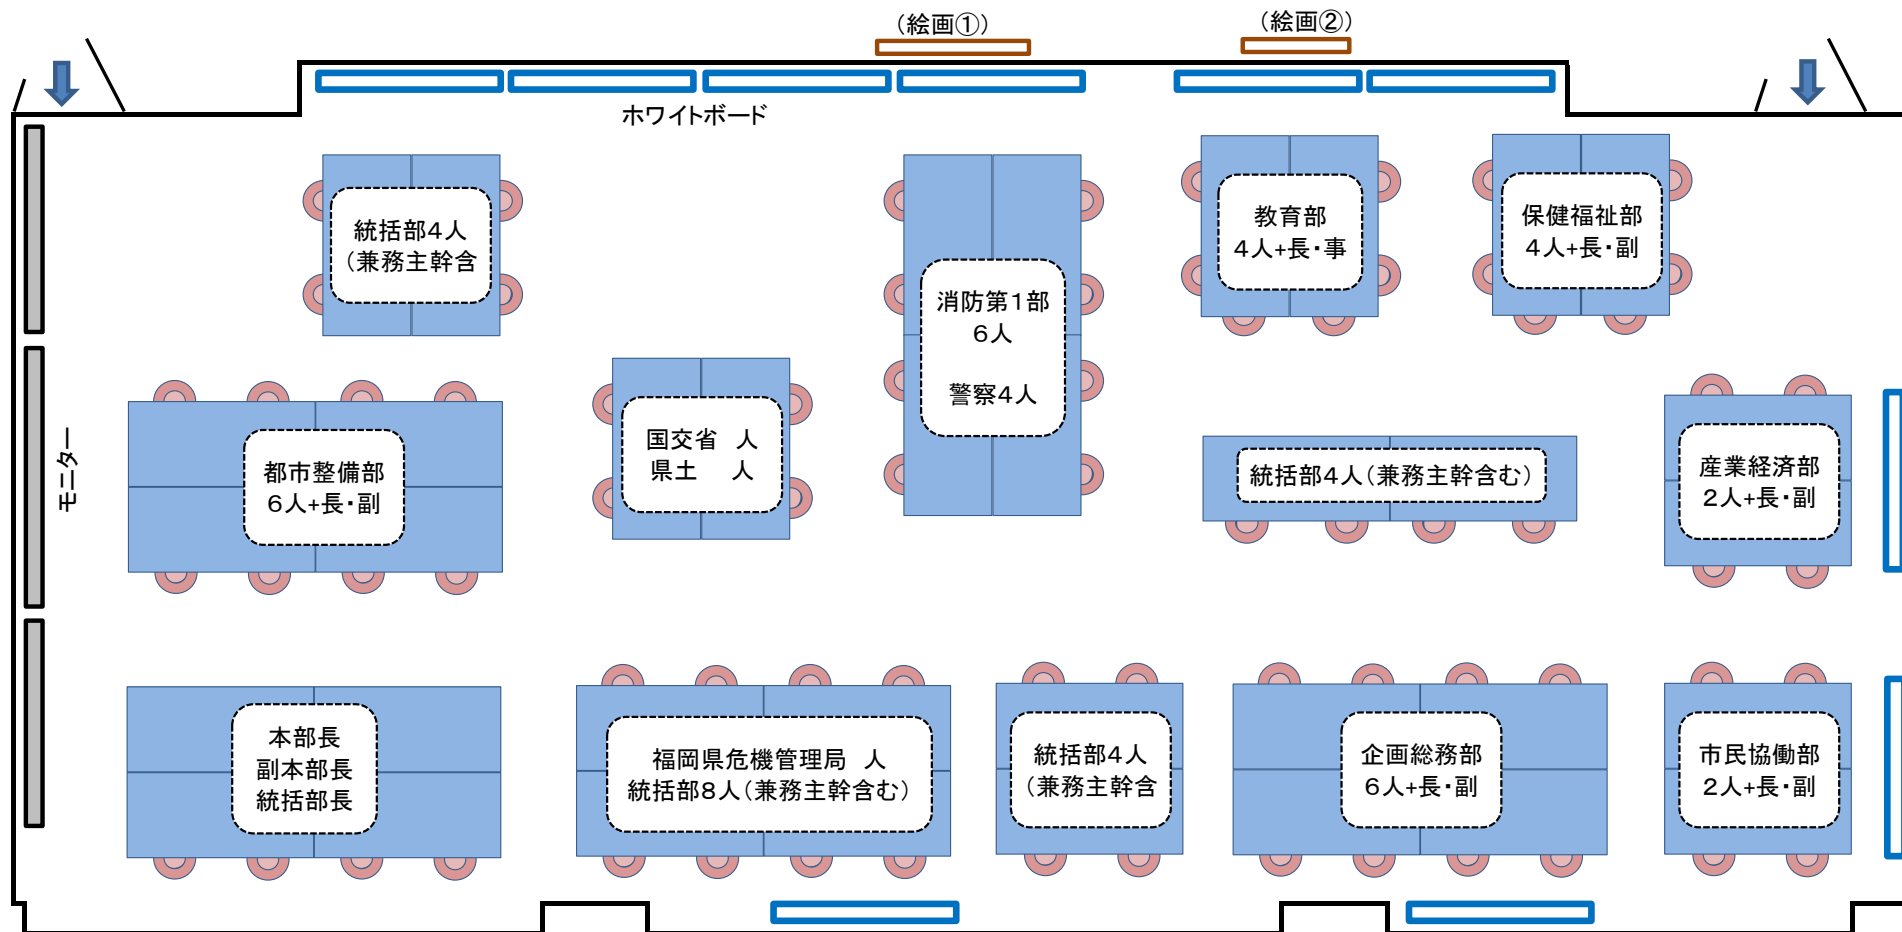 (絵画①)
(絵画②)
ホワイトボード
モニター
統括部4人
(兼務主幹含
消防第1部
6人
警察4人
教育部
4人+長・事
保健福祉部
4人+長・副
都市整備部
6人+長・副
国交省 人
県土 人
統括部4人(兼務主幹含む)
産業経済部
2人+長・副
本部長
副本部長
統括部長
福岡県危機管理局 人
統括部8人(兼務主幹含む)
統括部4人
(兼務主幹含
企画総務部
6人+長・副
市民協働部
2人+長・副